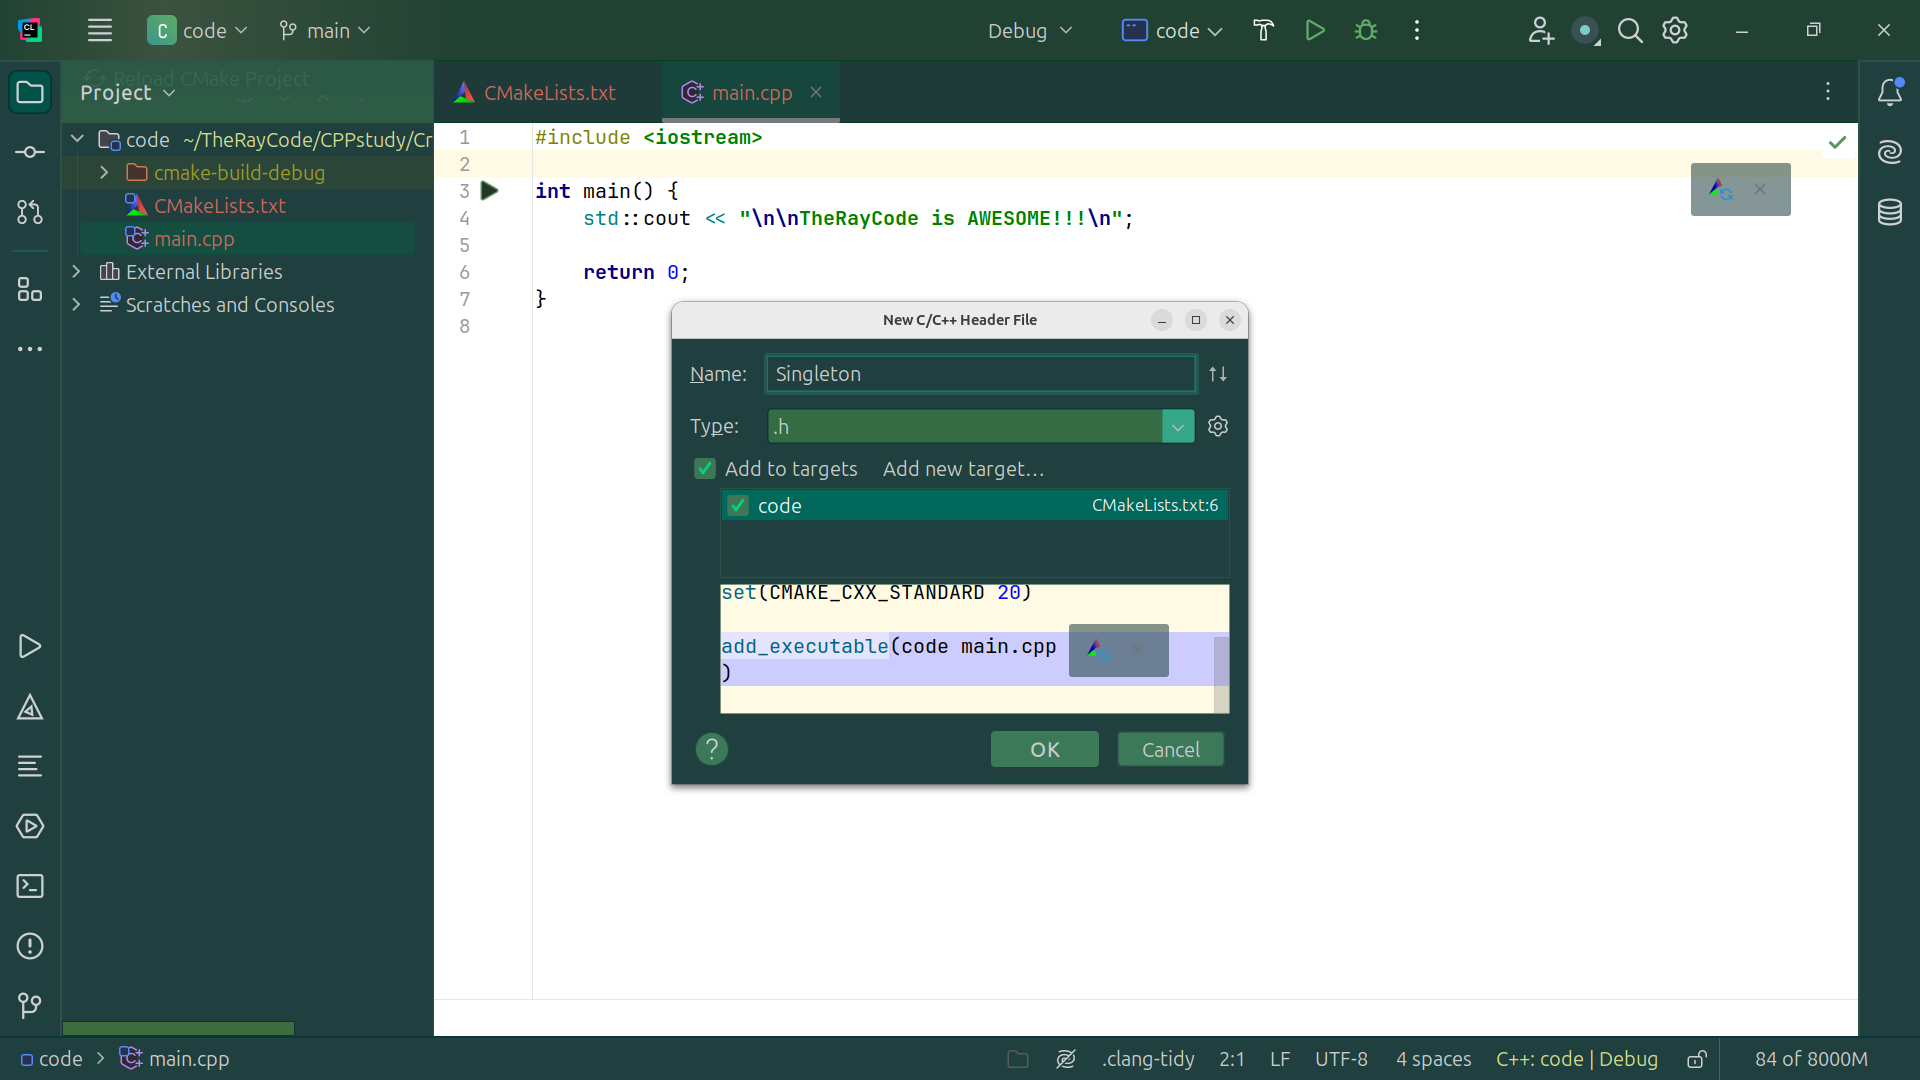 CL
C code
main
Debug
code
Reload CMake Project
Project
CMakeLists.txt
main.cpp
code ~/TheRayCode/CPPstudy/Cr
cmake-build-debug
CMakeLists.txt
main.cpp
External Libraries
Scratches and Consoles
1 #include <iostream>
2
3 int main() {
4 std::cout << "\n\nTheRayCode is AWESOME!!!\n";
5
6 return 0;
7 }
8
New C/C++ Header File
Name: Singleton
Type: .h
Add to targets Add new target...
code CMakeLists.txt:6
set(CMAKE_CXX_STANDARD 20)
add_executable(code main.cpp
)
? OK Cancel
code > main.cpp
.clang-tidy 2:1 LF UTF-8 4 spaces C++: code | Debug 84 of 8000M